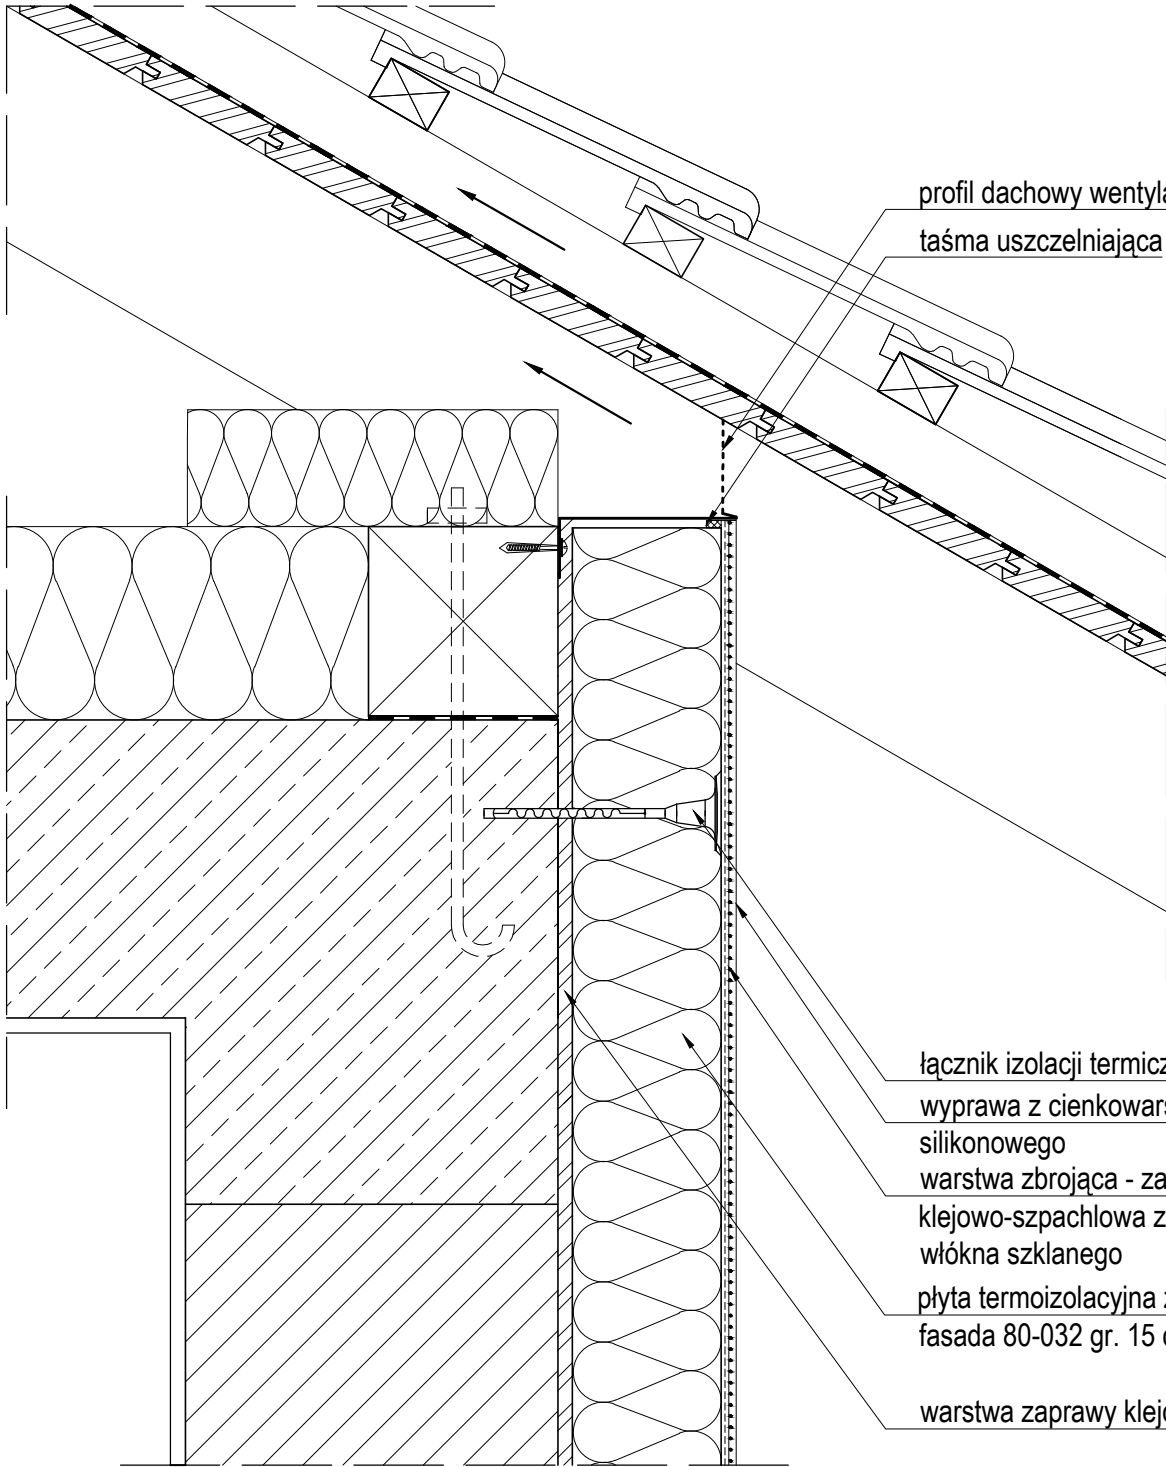 profil dachowy wentyla
taśma uszczelniająca
łącznik izolacji termicz
wyprawa z cienkowars
silikonowego
warstwa zbrojąca - za
klejowo-szpachlowa z
włókna szklanego
płyta termoizolacyjna z
fasada 80-032 gr. 15 c
warstwa zaprawy klejo